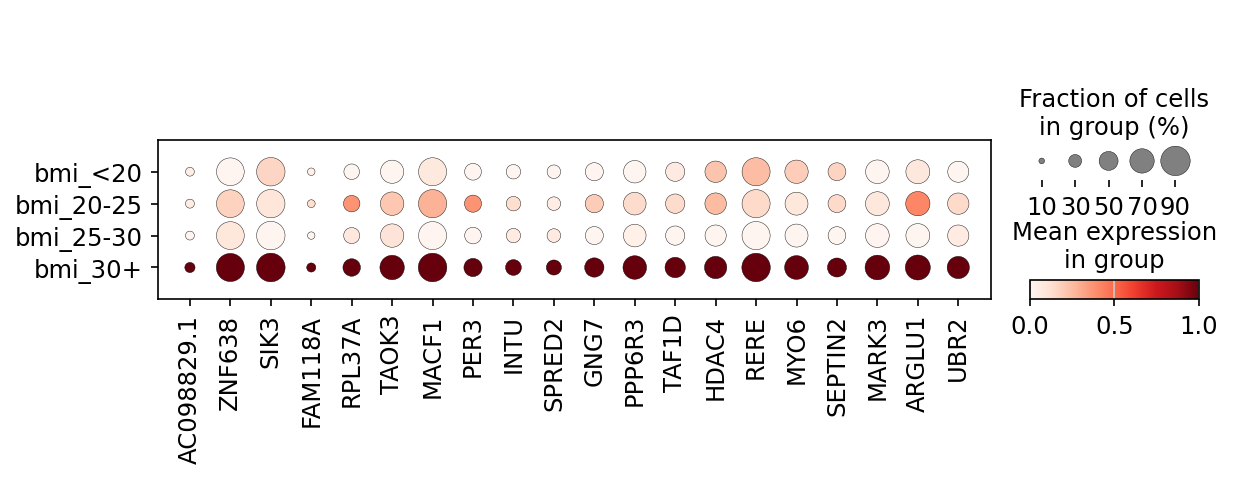 bmi_<20
bmi_20-25
bmi_25-30
bmi_30+
AC098829.1
ZNF638
SIK3
FAM118A
RPL37A
TAOK3
MACF1
PER3
INTU
SPRED2
GNG7
PPP6R3
TAF1D
HDAC4
RERE
MYO6
SEPTIN2
MARK3
ARGLU1
UBR2
Fraction of cells
in group (%)
10 30 50 70 90
Mean expression
in group
0.0 0.5 1.0